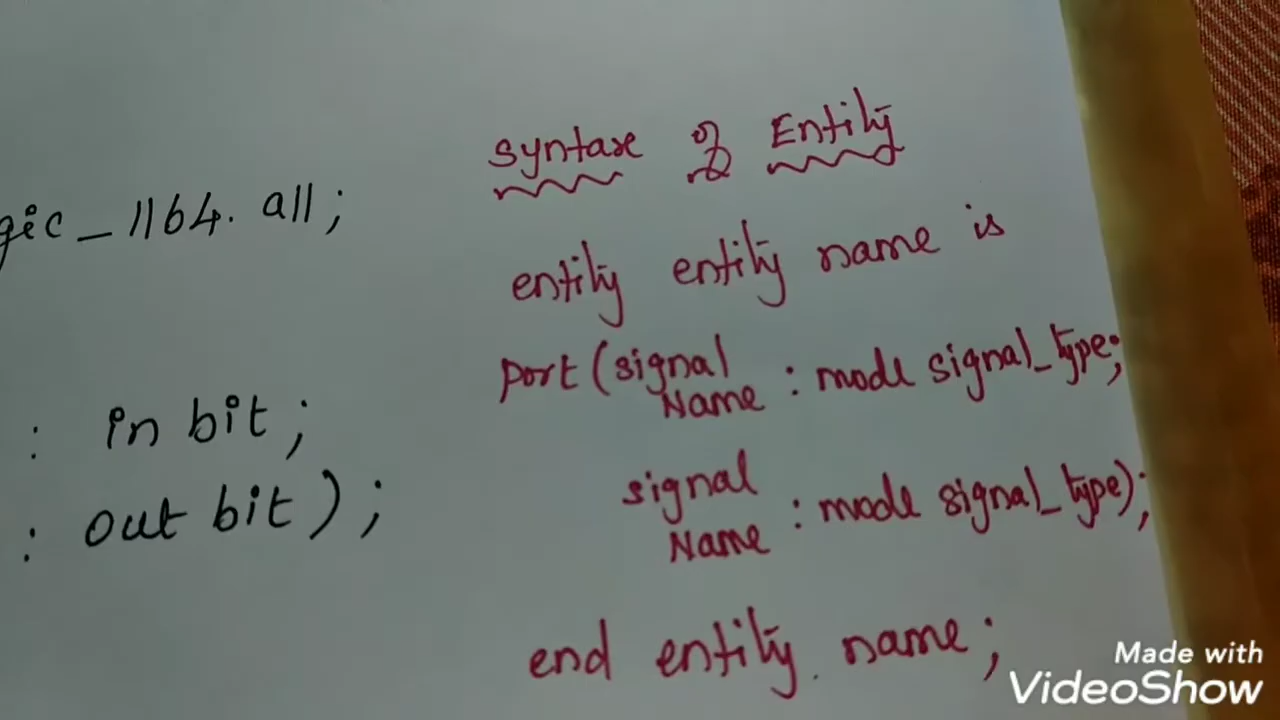 gic_1164.all;
: in bit;
: out bit);
Syntax of Entity
entity entity name is
port(signal Name : mode signal_type;
signal Name : mode signal_type);
end entity name;
Made with
VideoShow